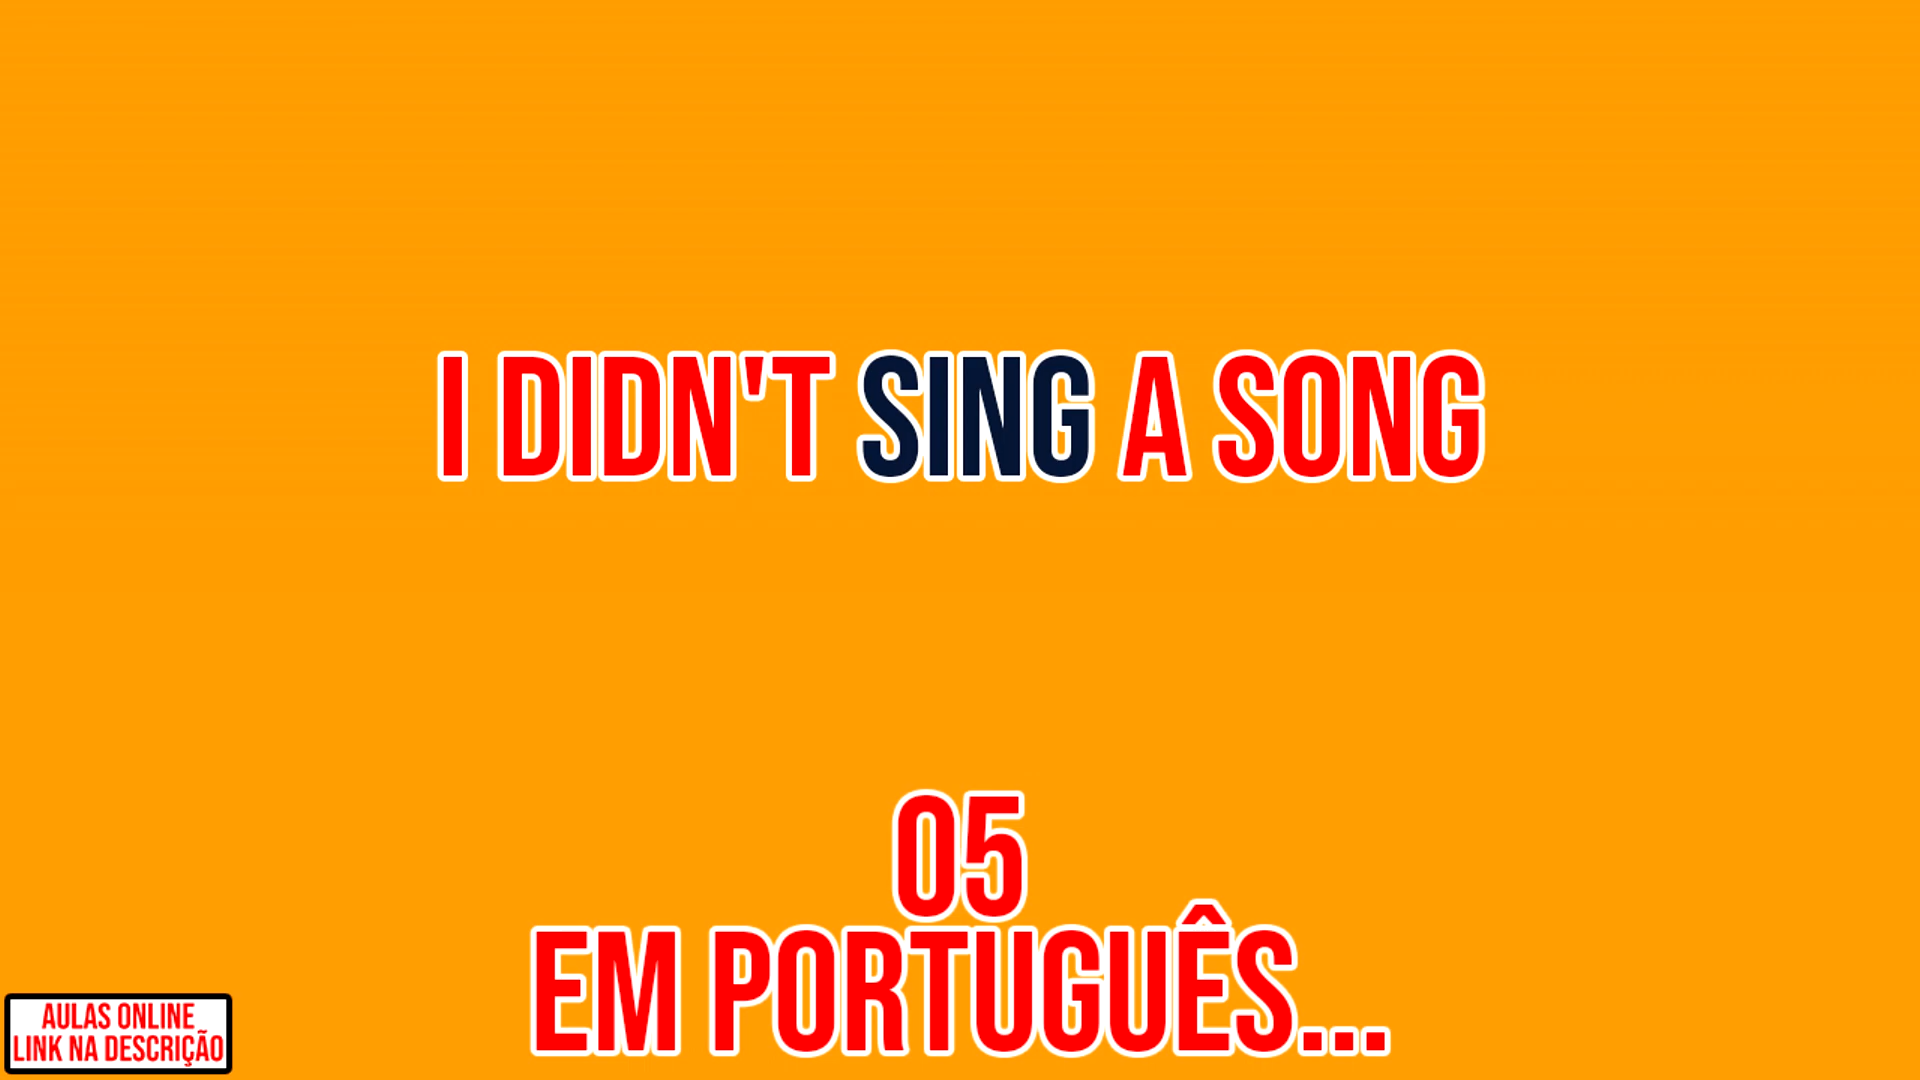 I DIDN'T SING A SONG
05
EM PORTUGUÊS...
AULAS ONLINE
LINK NA DESCRIÇÃO